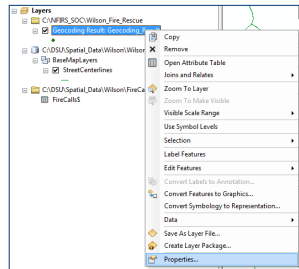 Layers
C:\NFIRS_SOC\Wilson_Fire_Rescue
Geocoding Result: Geocoding_Result
C:\DSU\Spatial_Data\Wilson\Wilson
BaseMapLayers
StreetCenterlines
C:\DSU\Spatial_Data\Wilson\FireCa
FireCalls$
Copy
Remove
Open Attribute Table
Joins and Relates
Zoom To Layer
Zoom To Make Visible
Visible Scale Range
Use Symbol Levels
Selection
Label Features
Edit Features
Convert Labels to Annotation...
Convert Features to Graphics...
Convert Symbology to Representation...
Data
Save As Layer File...
Create Layer Package...
Properties...